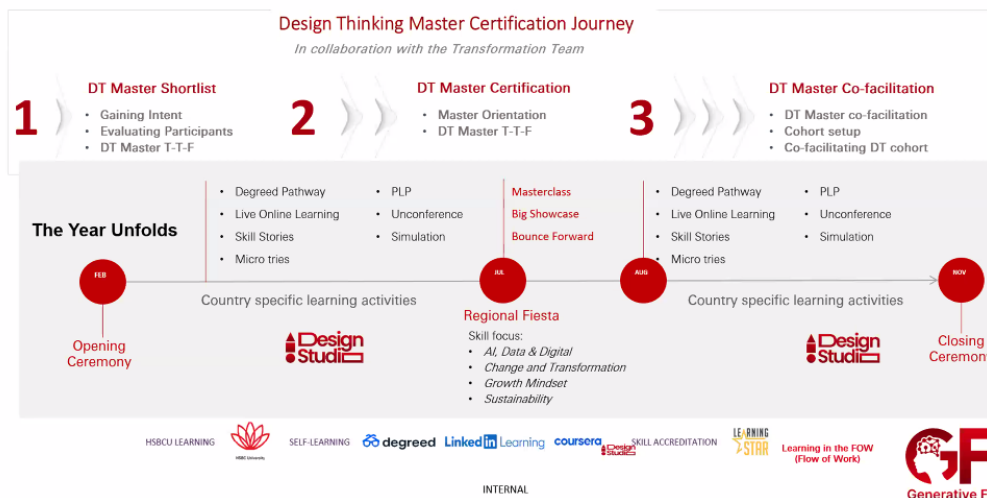 Design Thinking Master Certification Journey
In collaboration with the Transformation Team
1
DT Master Shortlist
• Gaining Intent
• Evaluating Participants
• DT Master T-T-F
2
DT Master Certification
• Master Orientation
• DT Master T-T-F
3
DT Master Co-facilitation
• DT Master co-facilitation
• Cohort setup
• Co-facilitating DT cohort
The Year Unfolds
• Degreed Pathway
• Live Online Learning
• Skill Stories
• Micro tries
• PLP
• Unconference
• Simulation
Masterclass
Big Showcase
Bounce Forward
• Degreed Pathway
• Live Online Learning
• Skill Stories
• Micro tries
• PLP
• Unconference
• Simulation
FEB
JUL
AUG
NOV
Country specific learning activities
Country specific learning activities
Opening
Ceremony
Design
Studio
Regional Fiesta
Skill focus:
• AI, Data & Digital
• Change and Transformation
• Growth Mindset
• Sustainability
Design
Studio
Closing
Ceremony
HSBCU LEARNING
HSBC University
SELF-LEARNING
degreed
Linked in Learning
coursera
Design
Studio
SKILL ACCREDITATION
LEARNING
STAR
Learning in the FOW
(Flow of Work)
GF
Generative F
INTERNAL